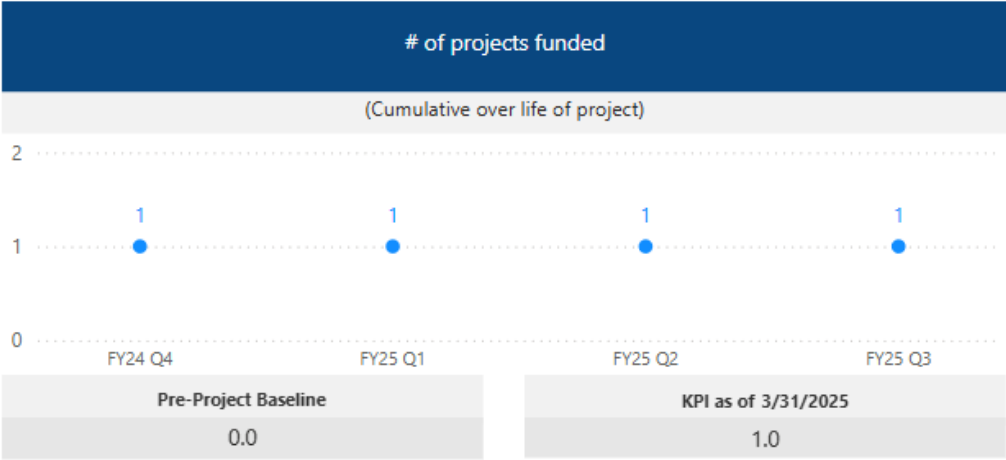 # of projects funded
(Cumulative over life of project)
2
1 1 1 1
1
0
FY24 Q4 FY25 Q1 FY25 Q2 FY25 Q3
Pre-Project Baseline KPI as of 3/31/2025
0.0 1.0